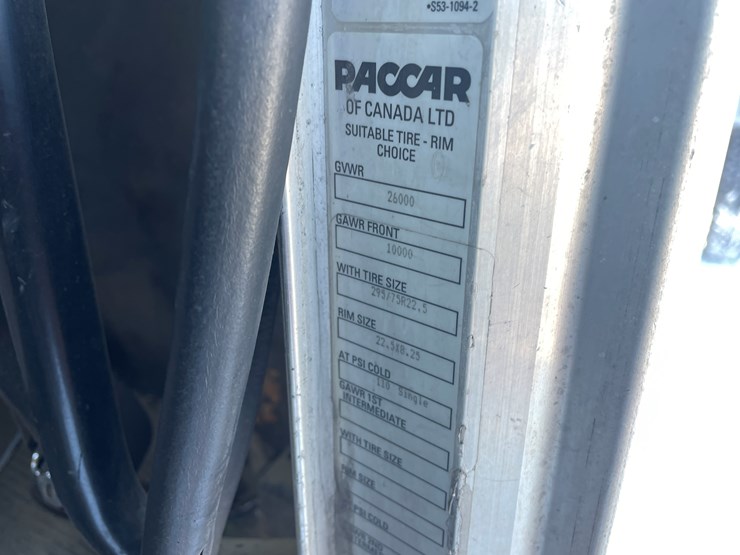 •S53-1094-2
PACCAR
OF CANADA LTD
SUITABLE TIRE - RIM
CHOICE
GVWR
26000
GAWR FRONT
10000
WITH TIRE SIZE
295/75R22.5
RIM SIZE
22.5X8.25
AT PSI COLD
110 Single
GAWR 1ST
INTERMEDIATE
WITH TIRE SIZE
RIM SIZE
PSI COLD